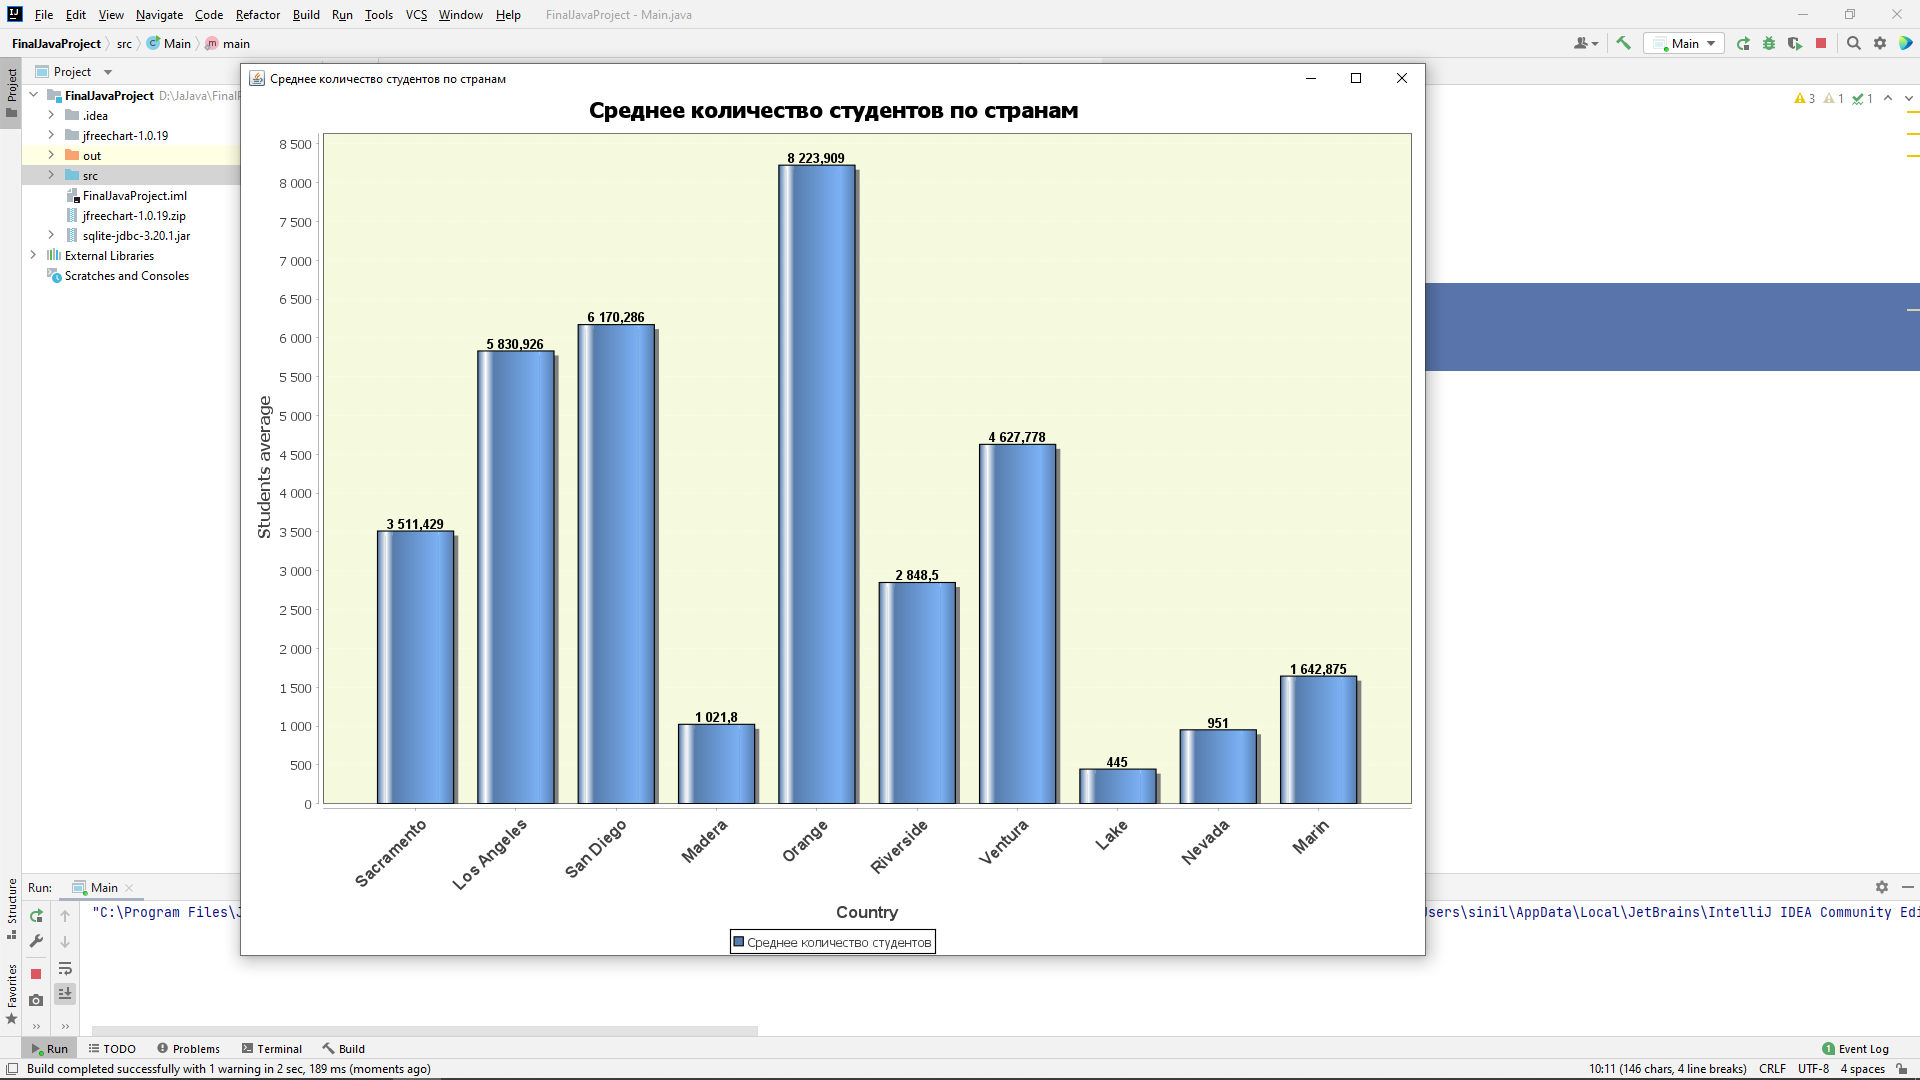 File Edit View Navigate Code Refactor Build Run Tools VCS Window Help FinalJavaProject - Main.java
FinalJavaProject src Main main
Main
Project
Project
FinalJavaProject D:\JaJava\Final
.idea
jfreechart-1.0.19
out
src
FinalJavaProject.iml
jfreechart-1.0.19.zip
sqlite-jdbc-3.20.1.jar
External Libraries
Scratches and Consoles
3 1 1
Среднее количество студентов по странам
Среднее количество студентов по странам
Students average
8 500
8 000
7 500
7 000
6 500
6 000
5 500
5 000
4 500
4 000
3 500
3 000
2 500
2 000
1 500
1 000
500
0
3 511,429
5 830,926
6 170,286
1 021,8
8 223,909
2 848,5
4 627,778
445
951
1 642,875
Sacramento
Los Angeles
San Diego
Madera
Orange
Riverside
Ventura
Lake
Nevada
Marin
Country
Среднее количество студентов
Structure
Favorites
Run: Main
"C:\Program Files\J
sers\sinil\AppData\Local\JetBrains\IntelliJ IDEA Community Edi
Run TODO Problems Terminal Build
1 Event Log
Build completed successfully with 1 warning in 2 sec, 189 ms (moments ago)
10:11 (146 chars, 4 line breaks) CRLF UTF-8 4 spaces